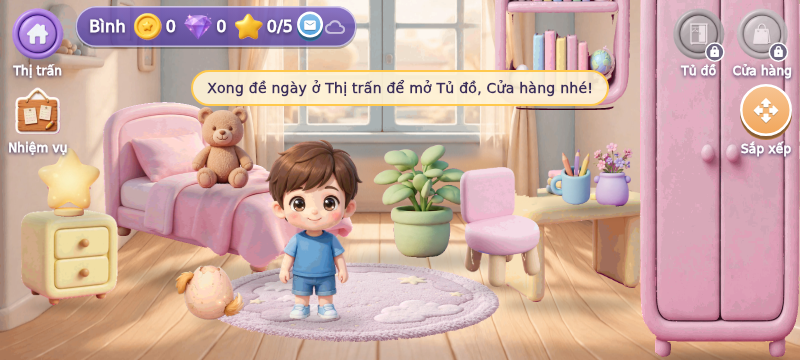 Bình 0 0 0/5
Thị trấn
Tủ đồ
Cửa hàng
Xong đề ngày ở Thị trấn để mở Tủ đồ, Cửa hàng nhé!
Nhiệm vụ
Sắp xếp